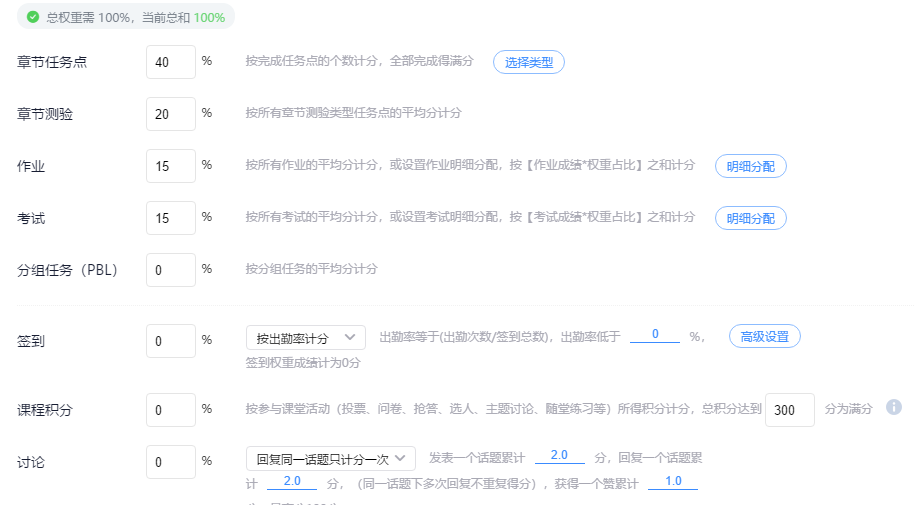 总权重需 100%，当前总和 100%
章节任务点 40 % 按完成任务点的个数计分，全部完成得满分 选择类型
章节测验 20 % 按所有章节测验类型任务点的平均分计分
作业 15 % 按所有作业的平均分计分，或设置作业明细分配，按【作业成绩*权重占比】之和计分 明细分配
考试 15 % 按所有考试的平均分计分，或设置考试明细分配，按【考试成绩*权重占比】之和计分 明细分配
分组任务（PBL） 0 % 按分组任务的平均分计分
签到 0 % 按出勤率计分 出勤率等于(出勤次数/签到总数)，出勤率低于 0 %， 高级设置
签到权重成绩计为0分
课程积分 0 % 按参与课堂活动（投票、问卷、抢答、选人、主题讨论、随堂练习等）所得积分计分，总积分达到 300 分为满分
讨论 0 % 回复同一话题只计分一次 发表一个话题累计 2.0 分，回复一个话题累
计 2.0 分，（同一话题下多次回复不重复得分），获得一个赞累计 1.0